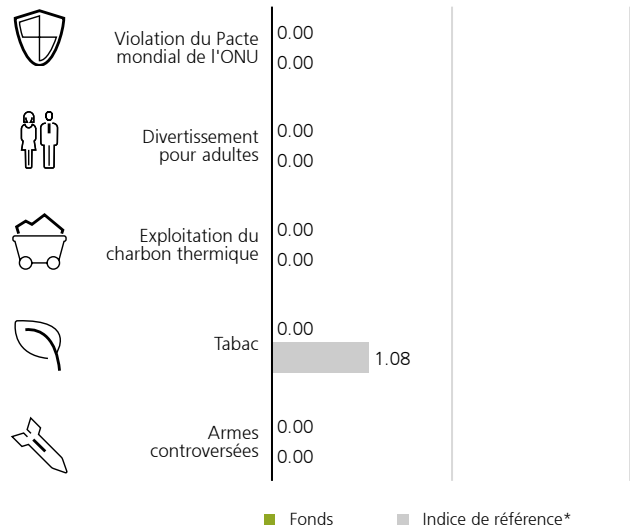 Violation du Pacte
mondial de l'ONU
0.00
0.00
Divertissement
pour adultes
0.00
0.00
Exploitation du
charbon thermique
0.00
0.00
Tabac
0.00
1.08
Armes
controversées
0.00
0.00
Fonds
Indice de référence*